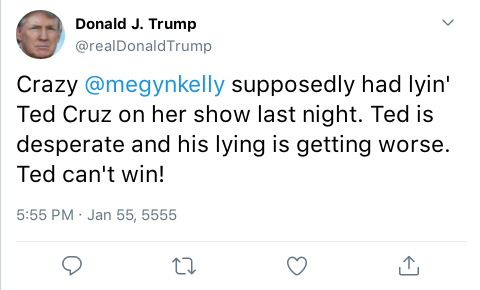 Donald J. Trump
@realDonaldTrump
Crazy @megynkelly supposedly had lyin'
Ted Cruz on her show last night. Ted is
desperate and his lying is getting worse.
Ted can't win!
5:55 PM · Jan 55, 5555